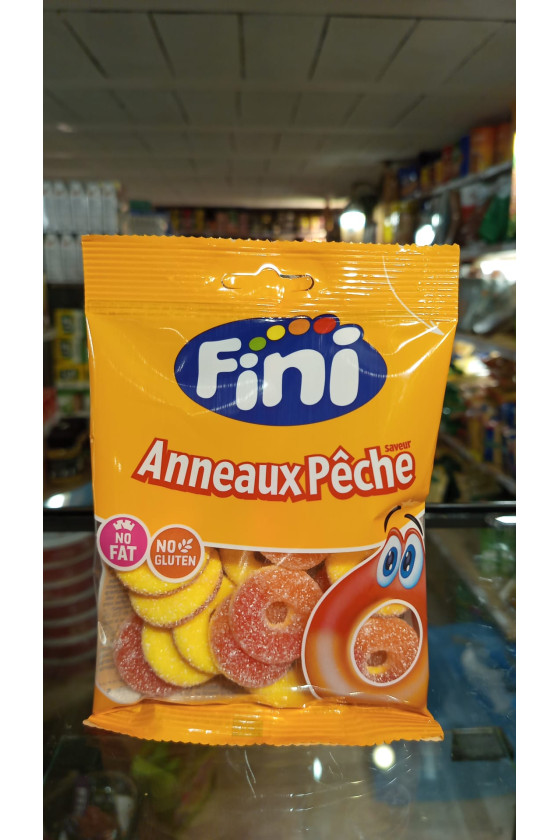 Fini
saveur
Anneaux Pêche
NO
FAT
NO
GLUTEN